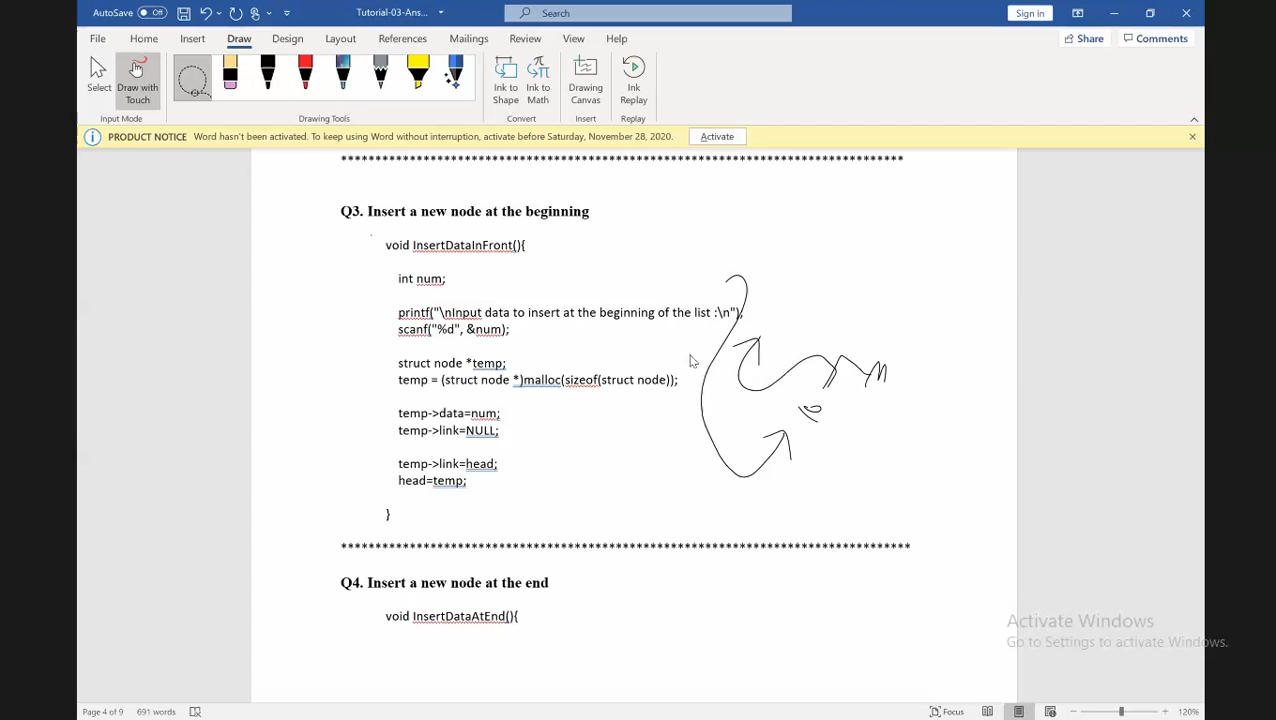 AutoSave Off Tutorial-03-Ans... Search Sign in
File Home Insert Draw Design Layout References Mailings Review View Help Share Comments
Select Draw with Touch Ink to Shape Ink to Math Drawing Canvas Ink Replay
Input Mode Drawing Tools Convert Insert Replay
PRODUCT NOTICE Word hasn't been activated. To keep using Word without interruption, activate before Saturday, November 28, 2020. Activate
***********************************************************************************
Q3. Insert a new node at the beginning
void InsertDataInFront(){
int num;
printf("\nInput data to insert at the beginning of the list :\n");
scanf("%d", &num);
struct node *temp;
temp = (struct node *)malloc(sizeof(struct node));
temp->data=num;
temp->link=NULL;
temp->link=head;
head=temp;
}
************************************************************************************
Q4. Insert a new node at the end
void InsertDataAtEnd(){
Activate Windows
Go to Settings to activate Windows.
Page 4 of 9 691 words Focus 120%